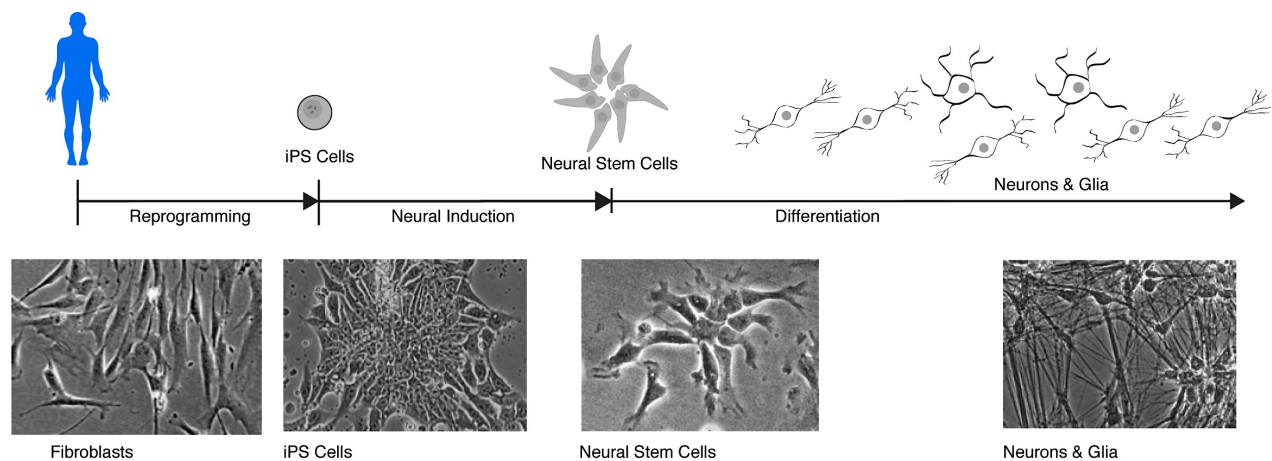 iPS Cells
Neural Stem Cells
Neurons & Glia
Reprogramming
Neural Induction
Differentiation
Fibroblasts
iPS Cells
Neural Stem Cells
Neurons & Glia